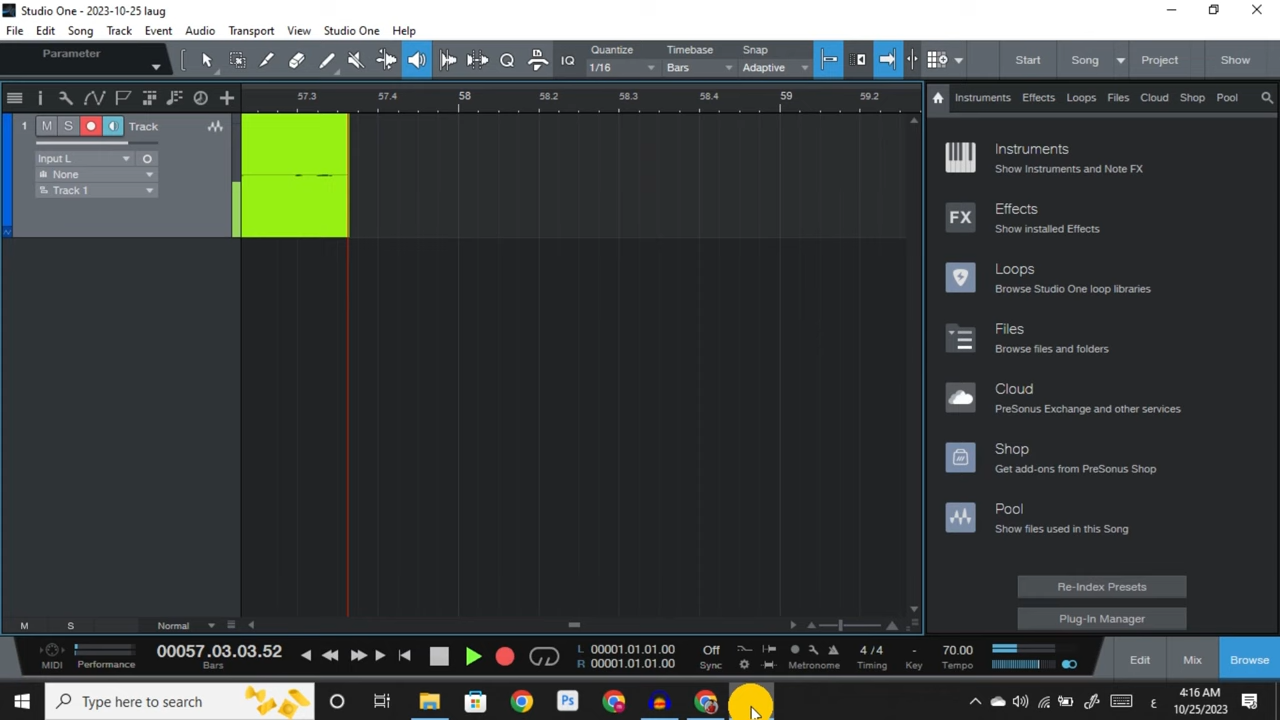 Studio One - 2023-10-25 laug
File Edit Song Track Event Audio Transport View Studio One Help
Parameter
IQ
Quantize
1/16
Timebase
Bars
Snap
Adaptive
Start Song Project Show
57.3 57.4 58 58.2 58.3 58.4 59 59.2
Instruments Effects Loops Files Cloud Shop Pool
1 M S Track
Input L
None
Track 1
Instruments
Show Instruments and Note FX
FX
Effects
Show installed Effects
Loops
Browse Studio One loop libraries
Files
Browse files and folders
Cloud
PreSonus Exchange and other services
Shop
Get add-ons from PreSonus Shop
Pool
Show files used in this Song
Re-Index Presets
Plug-In Manager
M S Normal
MIDI
Performance
00057.03.03.52
Bars
L 00001.01.01.00
R 00001.01.01.00
Off
Sync
Metronome
4 / 4
Timing
-
Key
70.00
Tempo
Edit Mix Browse
Type here to search
Ps
ع
4:16 AM
10/25/2023